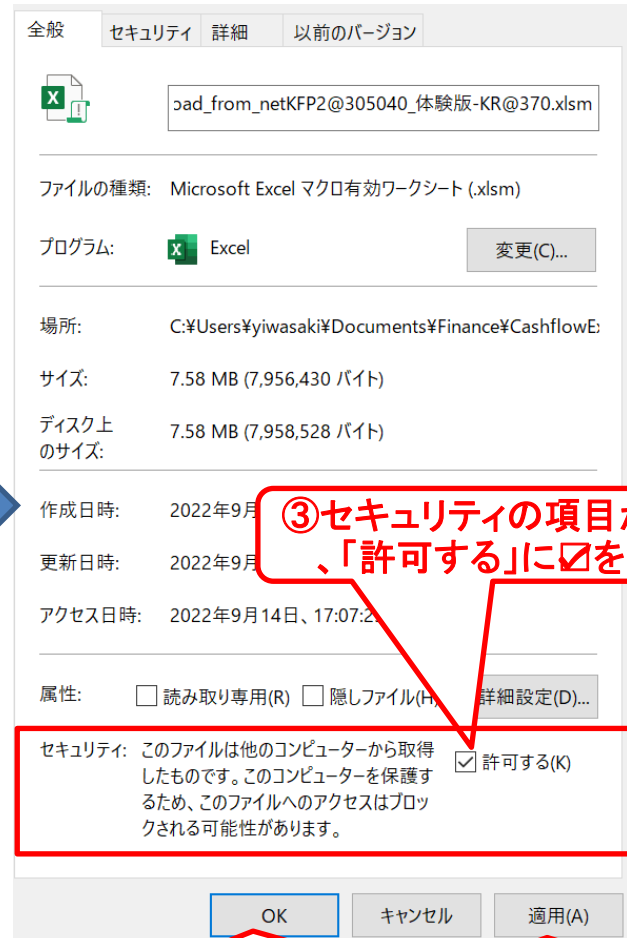 全般 セキュリティ 詳細 以前のバージョン
oad_from_netKFP2@305040_体験版-KR@370.xlsm
ファイルの種類: Microsoft Excel マクロ有効ワークシート (.xlsm)
プログラム: Excel 変更(C)...
場所: C:¥Users¥yiwasaki¥Documents¥Finance¥CashflowE
サイズ: 7.58 MB (7,956,430 バイト)
ディスク上
のサイズ: 7.58 MB (7,958,528 バイト)
作成日時: 2022年9月
③セキュリティの項目が
、「許可する」に☑を
更新日時: 2022年9月
アクセス日時: 2022年9月14日、17:07:2
属性: 読み取り専用(R) 隠しファイル(H) 詳細設定(D)...
セキュリティ: このファイルは他のコンピューターから取得
したものです。このコンピューターを保護す
るため、このファイルへのアクセスはブロッ
クされる可能性があります。
許可する(K)
OK キャンセル 適用(A)